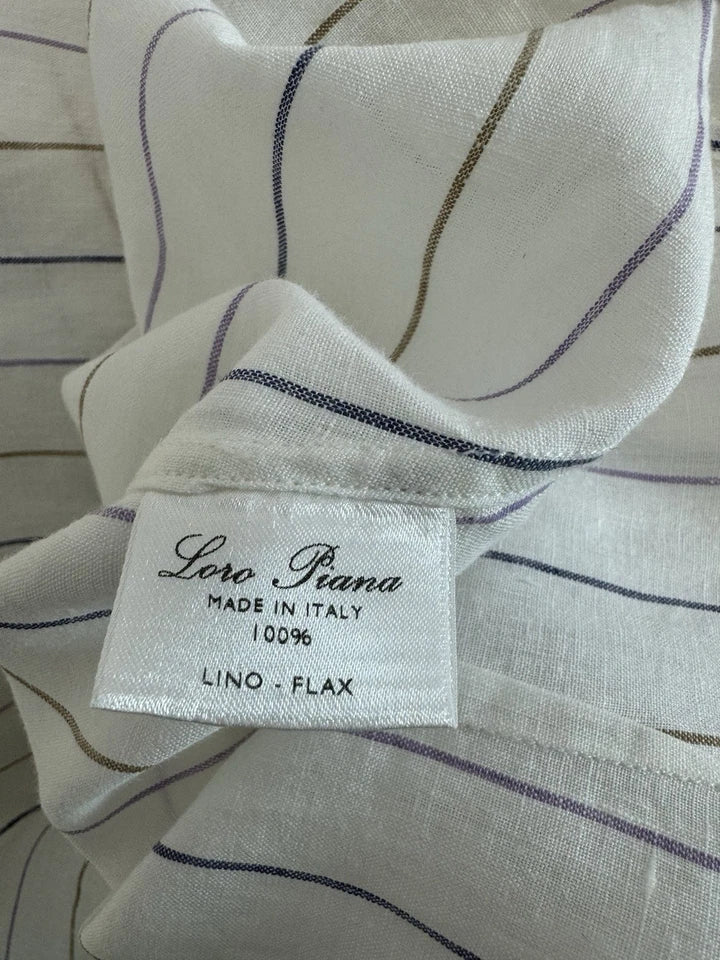 Loro Piana
MADE IN ITALY
100%
LINO - FLAX